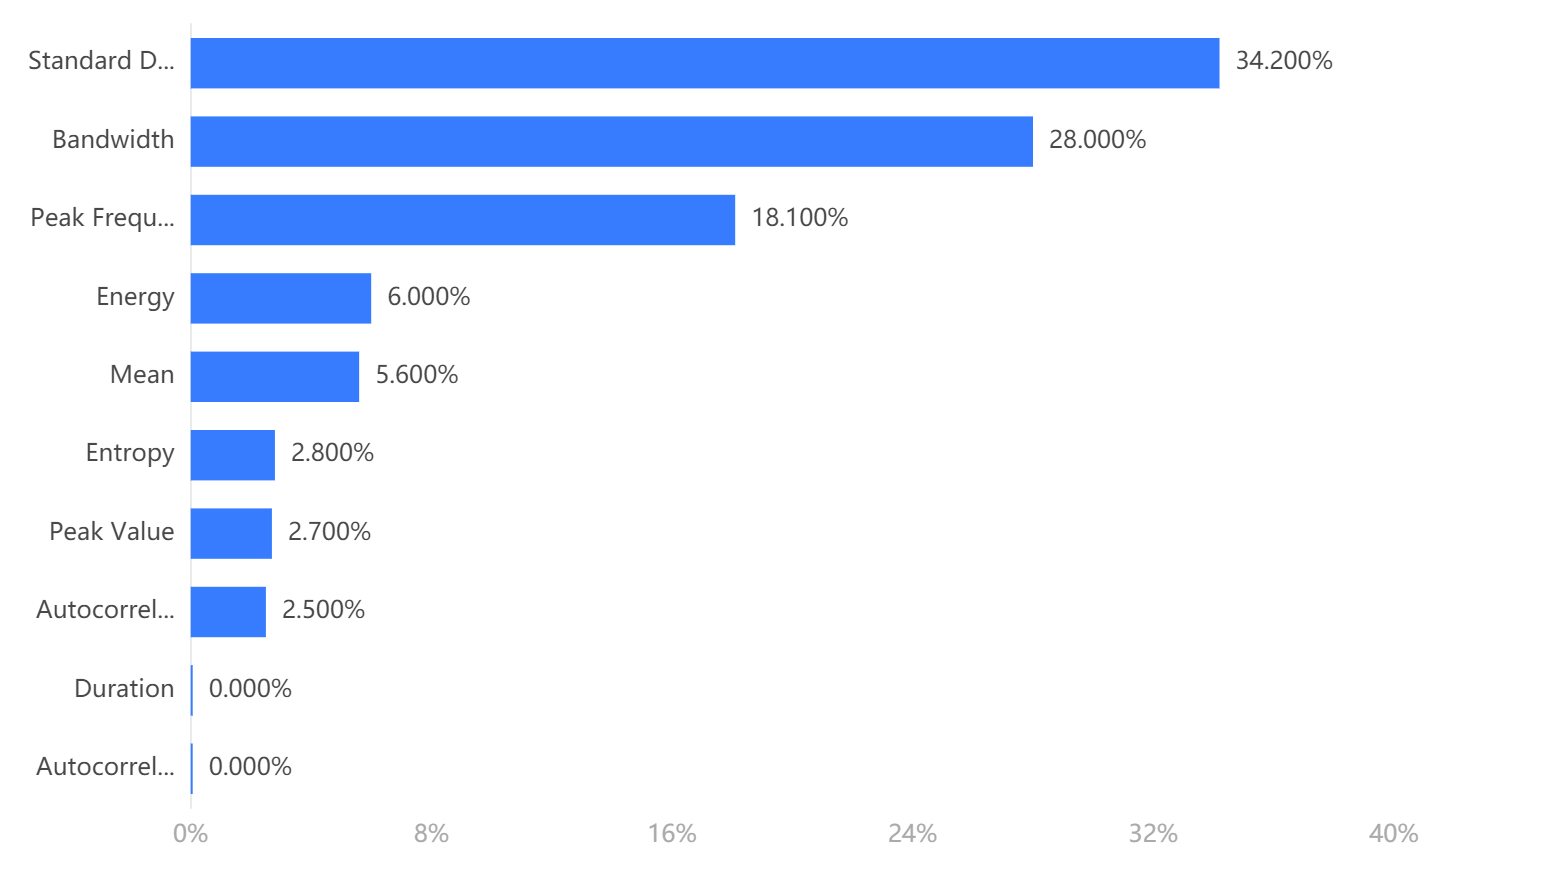 Standard D... 34.200%
Bandwidth 28.000%
Peak Frequ... 18.100%
Energy 6.000%
Mean 5.600%
Entropy 2.800%
Peak Value 2.700%
Autocorrel... 2.500%
Duration 0.000%
Autocorrel... 0.000%
0% 8% 16% 24% 32% 40%